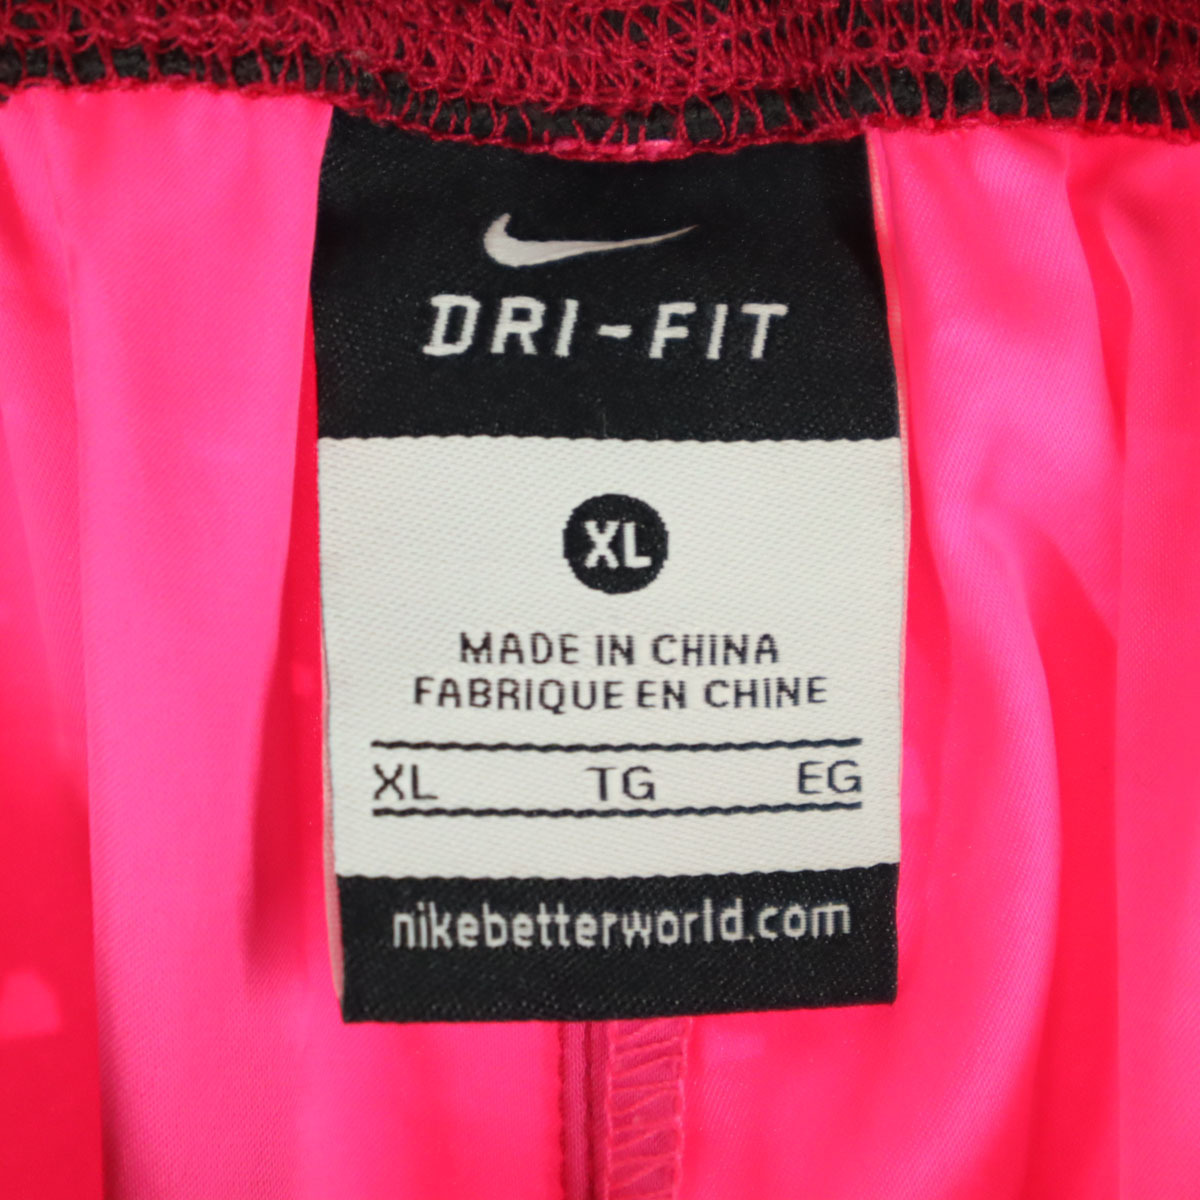 DRI-FIT
XL
MADE IN CHINA
FABRIQUE EN CHINE
XL TG EG
nikebetterworld.com